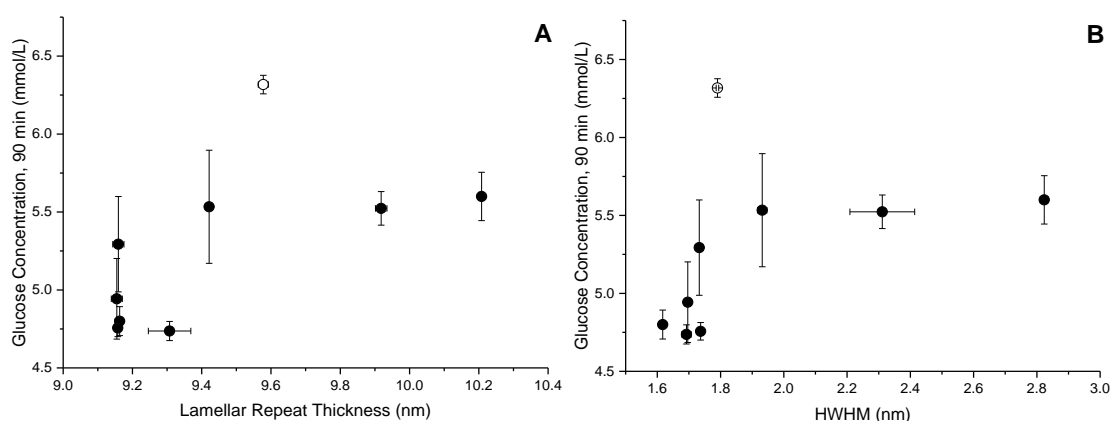 A
6.5
6.0
5.5
5.0
4.5
9.0 9.2 9.4 9.6 9.8 10.0 10.2 10.4
Glucose Concentration, 90 min (mmol/L)
Lamellar Repeat Thickness (nm)
B
6.5
6.0
5.5
5.0
4.5
1.6 1.8 2.0 2.2 2.4 2.6 2.8 3.0
Glucose Concentration, 90 min (mmol/L)
HWHM (nm)